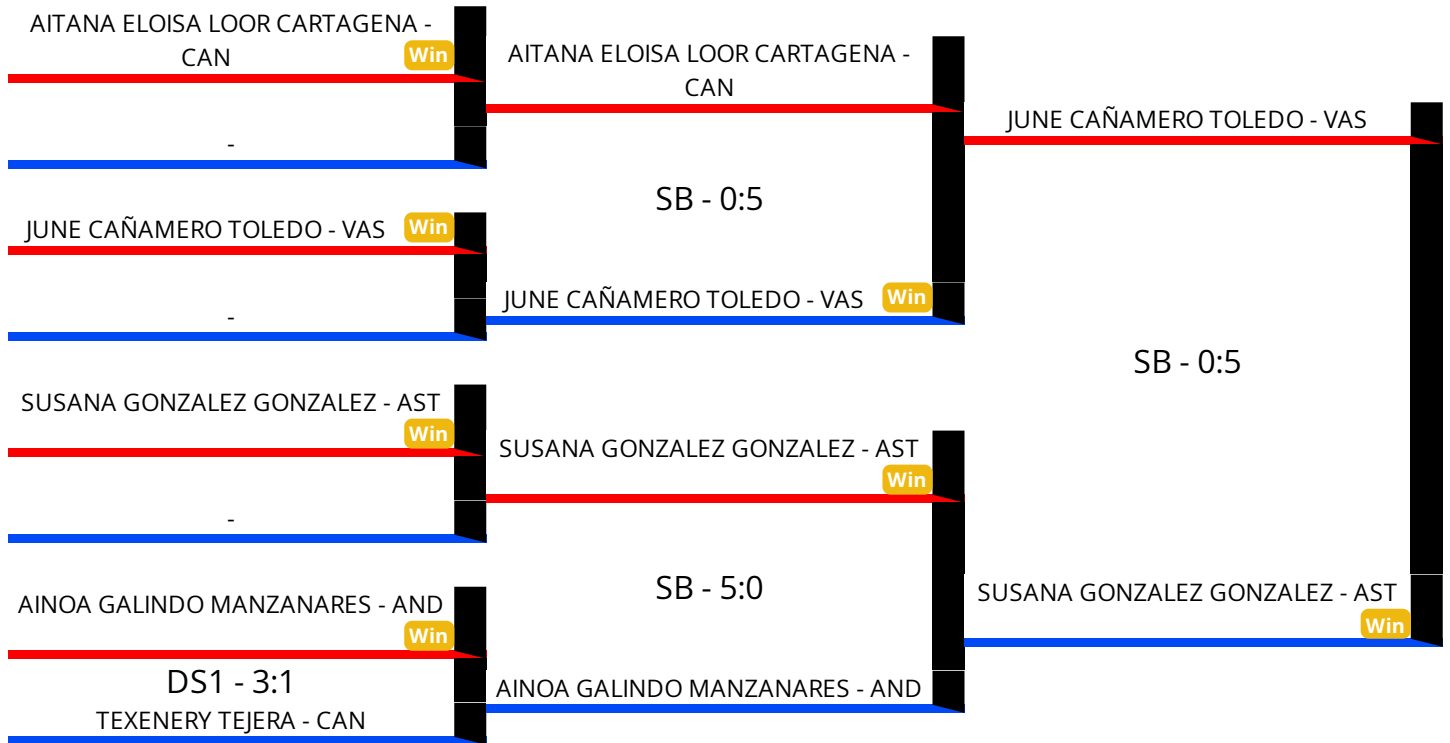 AITANA ELOISA LOOR CARTAGENA -
CAN
Win
-
JUNE CAÑAMERO TOLEDO - VAS
Win
-
SUSANA GONZALEZ GONZALEZ - AST
Win
-
AINOA GALINDO MANZANARES - AND
Win
DS1 - 3:1
TEXENERY TEJERA - CAN
AITANA ELOISA LOOR CARTAGENA -
CAN
SB - 0:5
JUNE CAÑAMERO TOLEDO - VAS
Win
SUSANA GONZALEZ GONZALEZ - AST
Win
SB - 5:0
AINOA GALINDO MANZANARES - AND
JUNE CAÑAMERO TOLEDO - VAS
SB - 0:5
SUSANA GONZALEZ GONZALEZ - AST
Win